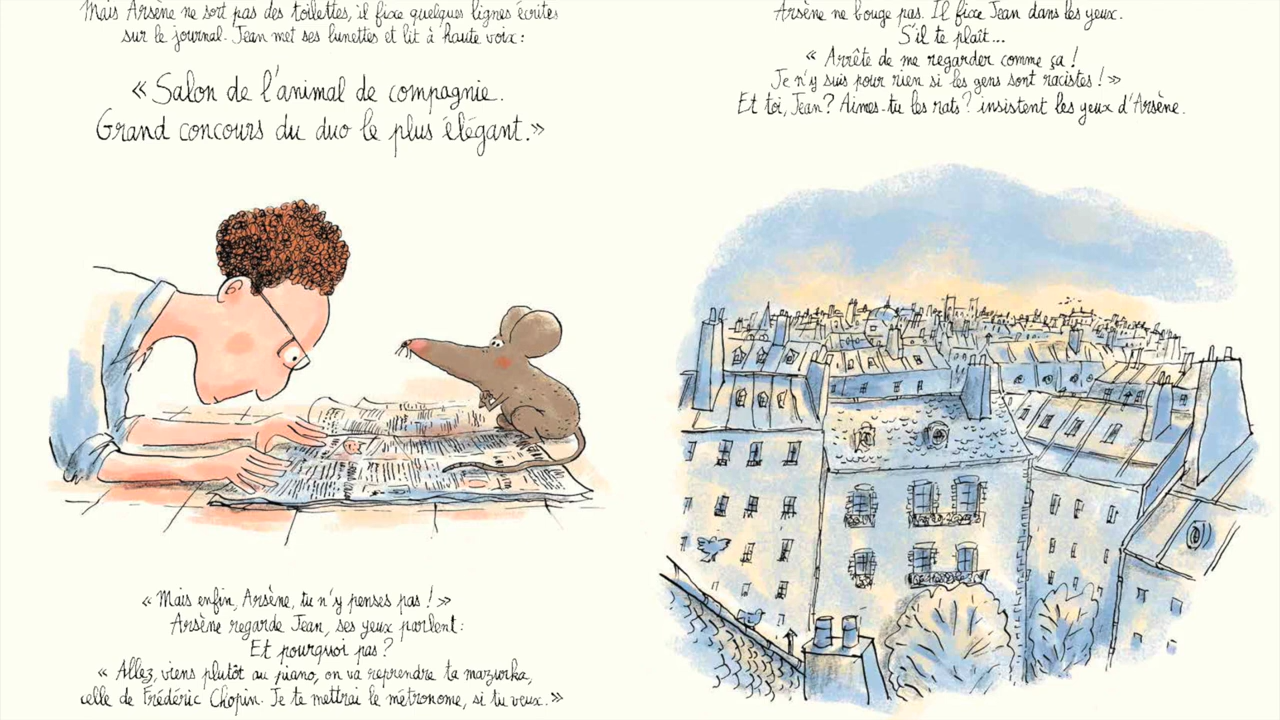 Mais Arsène ne sort pas des toilettes, il fixe quelques lignes écrites
sur le journal. Jean met ses lunettes et lit à haute voix :
« Salon de l'animal de compagnie.
Grand concours du duo le plus élégant. »
« Mais enfin, Arsène, tu n'y penses pas ! »
Arsène regarde Jean, ses yeux parlent :
Et pourquoi pas ?
« Allez, viens plutôt au piano, on va reprendre ta mazurka,
celle de Frédéric Chopin. Je te mettrai le métronome, si tu veux. »
Arsène ne bouge pas. Il fixe Jean dans les yeux.
S'il te plaît...
« Arrête de me regarder comme ça !
Je n'y suis pour rien si les gens sont racistes ! »
Et toi, Jean ? Aimes-tu les rats ? insistent les yeux d'Arsène.